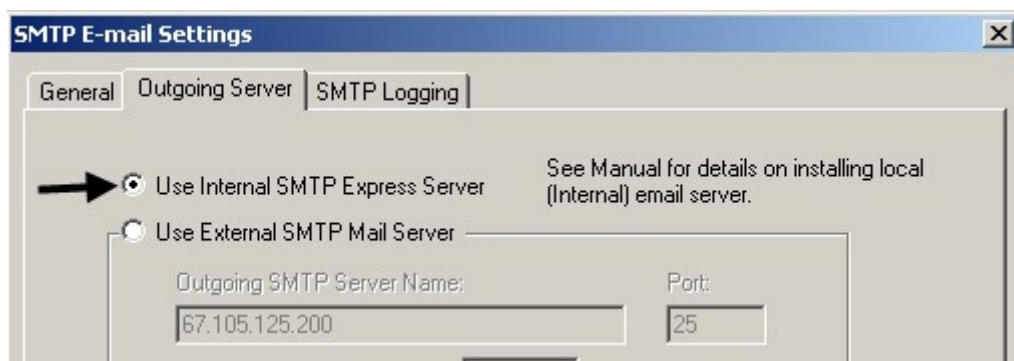 SMTP E-mail Settings
General Outgoing Server SMTP Logging
Use Internal SMTP Express Server
See Manual for details on installing local
(Internal) email server.
Use External SMTP Mail Server
Outgoing SMTP Server Name: Port:
67.105.125.200 25